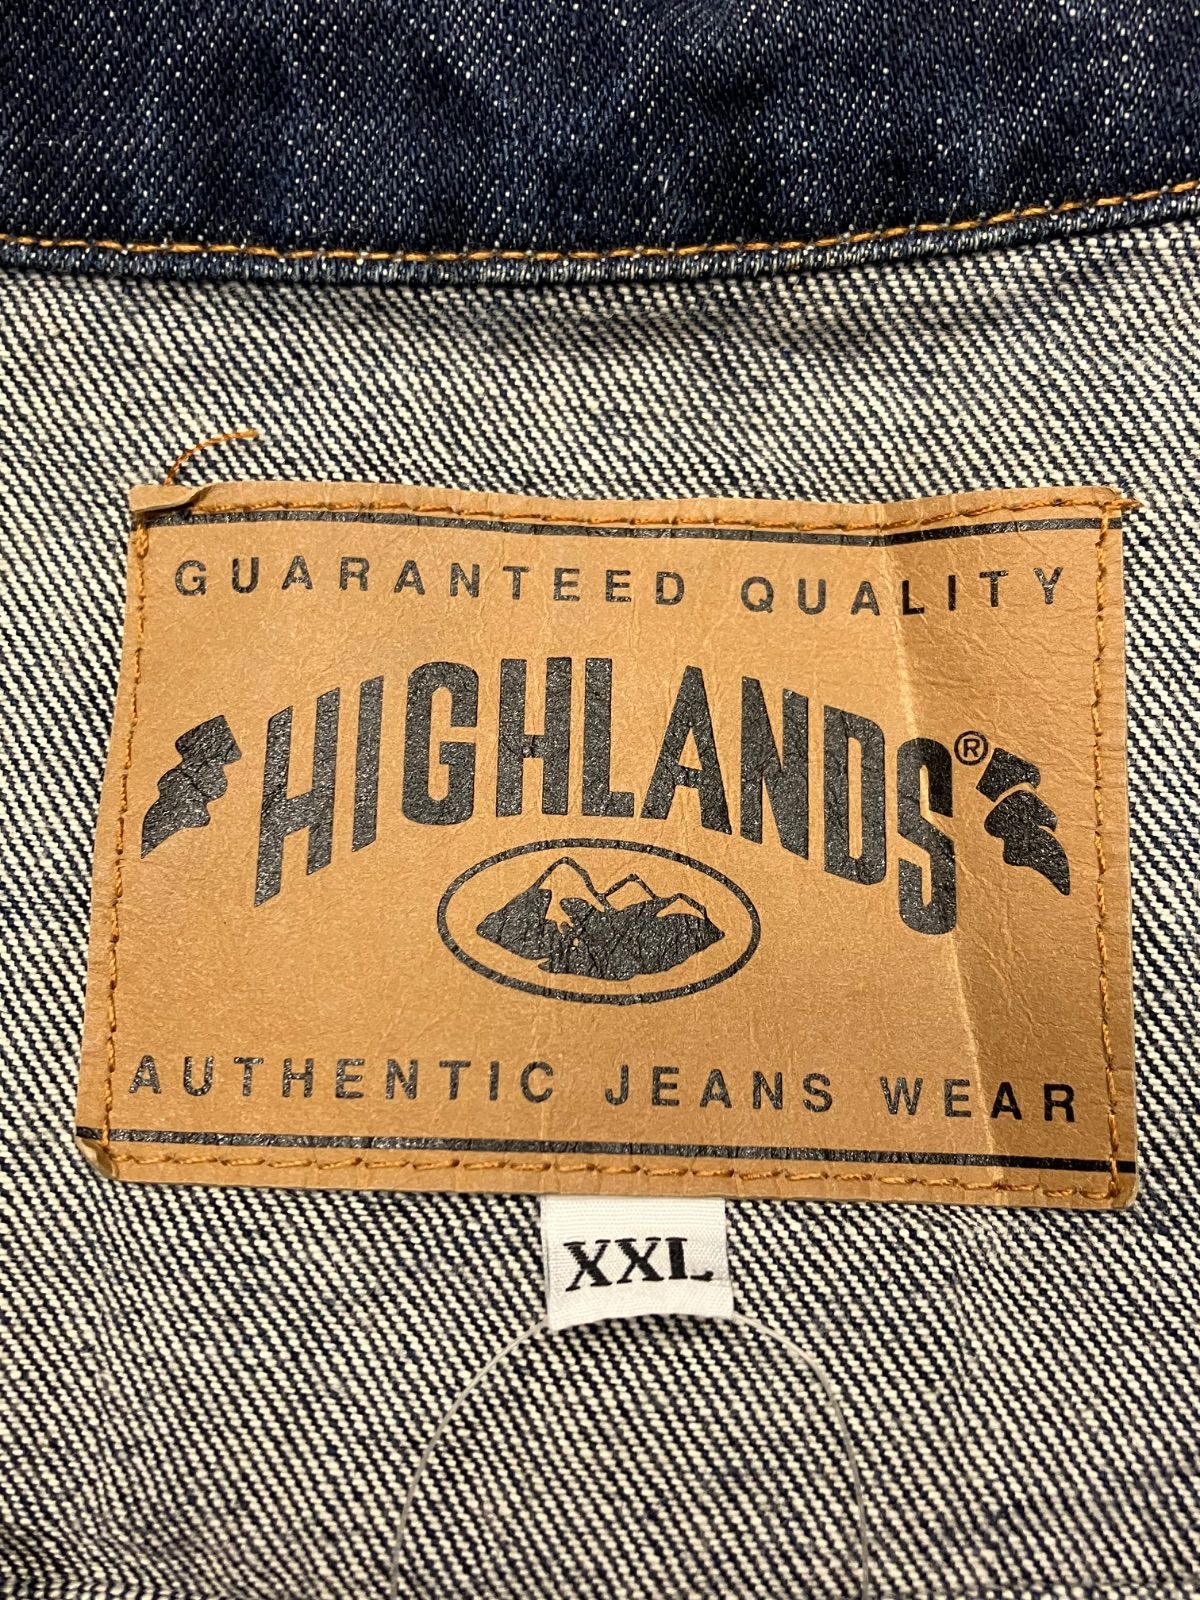 GUARANTEED QUALITY
HIGHLANDS®
AUTHENTIC JEANS WEAR
XXL